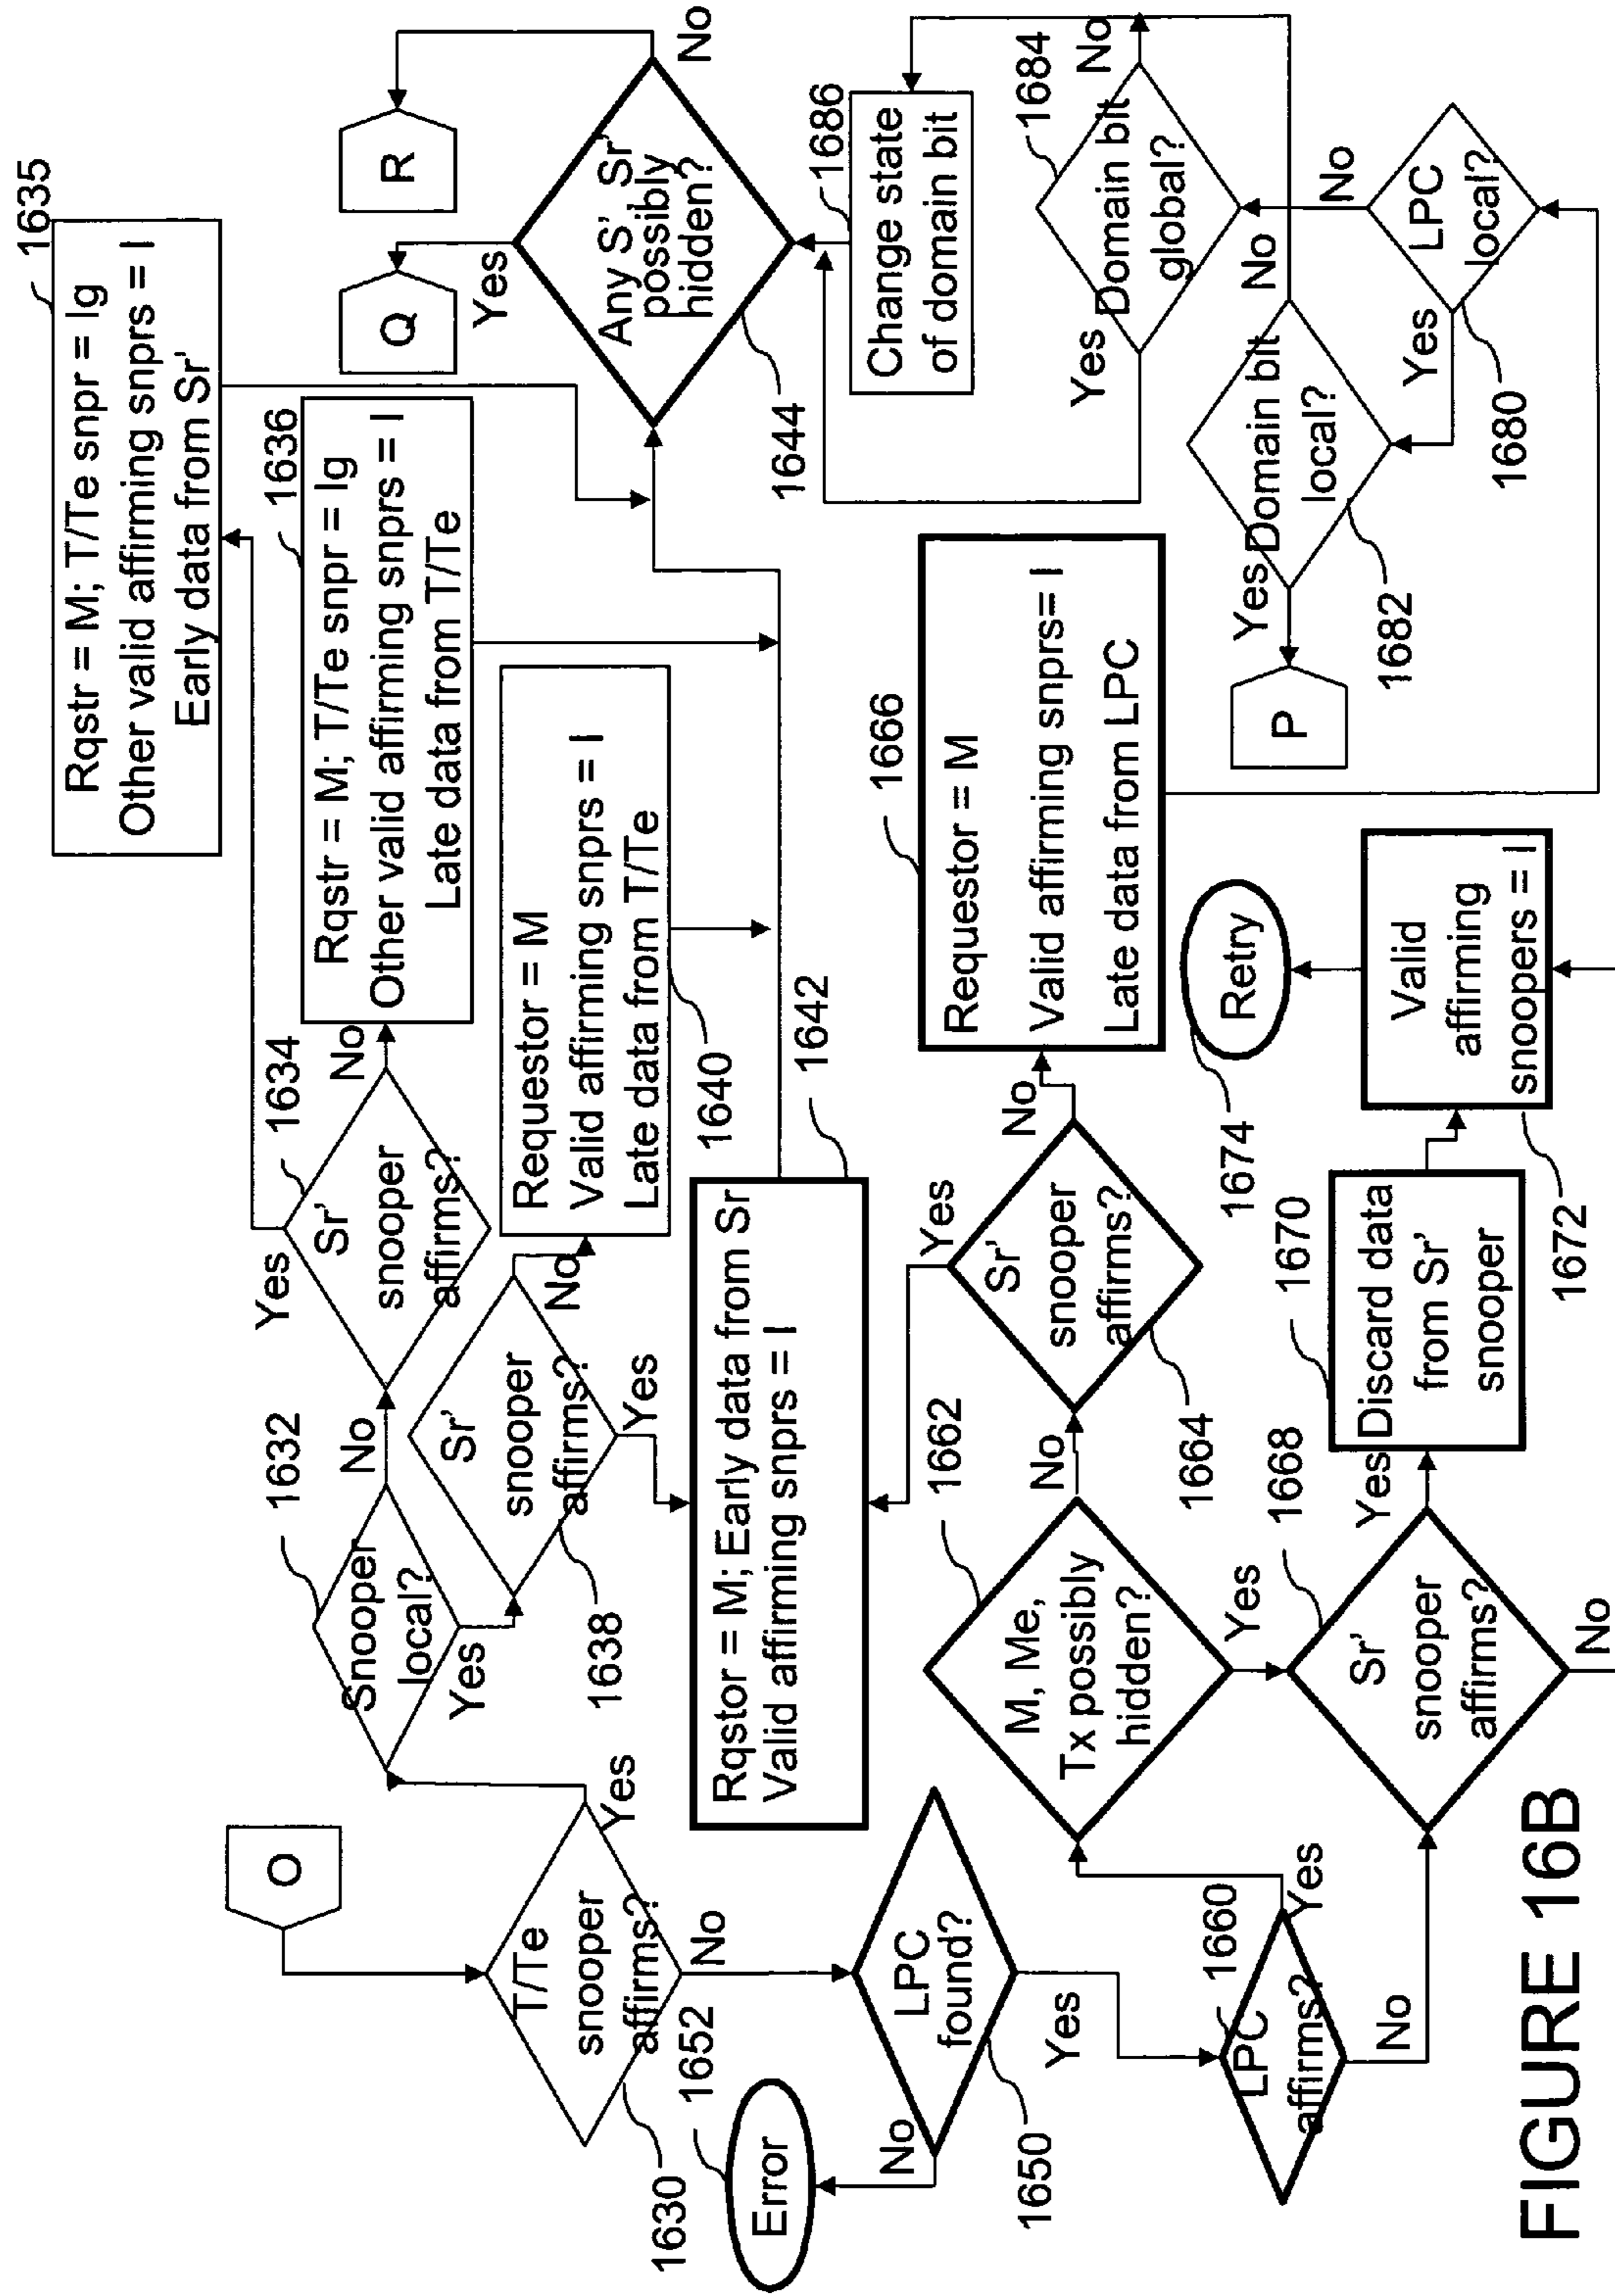 O
T/Te
snooper
affirms?
1630
Yes
No
Snooper
local?
1632
No
Yes
Sr'
snooper
affirms?
1634
Yes
No
Rqstr = M; T/Te snpr = Ig
Other valid affirming snprs = I
Early data from Sr'
1635
Rqstr = M; T/Te snpr = Ig
Other valid affirming snprs = I
Late data from T/Te
1636
Sr'
snooper
affirms?
1638
No
Yes
Requestor = M
Valid affirming snprs = I
Late data from T/Te
1640
Rqstor = M; Early data from Sr'
Valid affirming snprs = I
1642
Any S', Sr'
possibly
hidden?
1644
Yes
No
Q
R
1652
Error
LPC
found?
1650
No
Yes
LPC
affirms?
1660
Yes
No
M, Me,
Tx possibly
hidden?
1662
No
Yes
Sr'
snooper
affirms?
1664
Yes
No
Requestor = M
Valid affirming snprs= I
Late data from LPC
1666
Sr'
snooper
affirms?
1668
Yes
No
Discard data
from Sr'
snooper
1670
Valid
affirming
snoopers = I
1672
Retry
1674
LPC
local?
1680
Yes
No
Domain bit
local?
1682
Yes
No
P
Domain bit
global?
1684
Yes
No
Change state
of domain bit
1686
FIGURE 16B